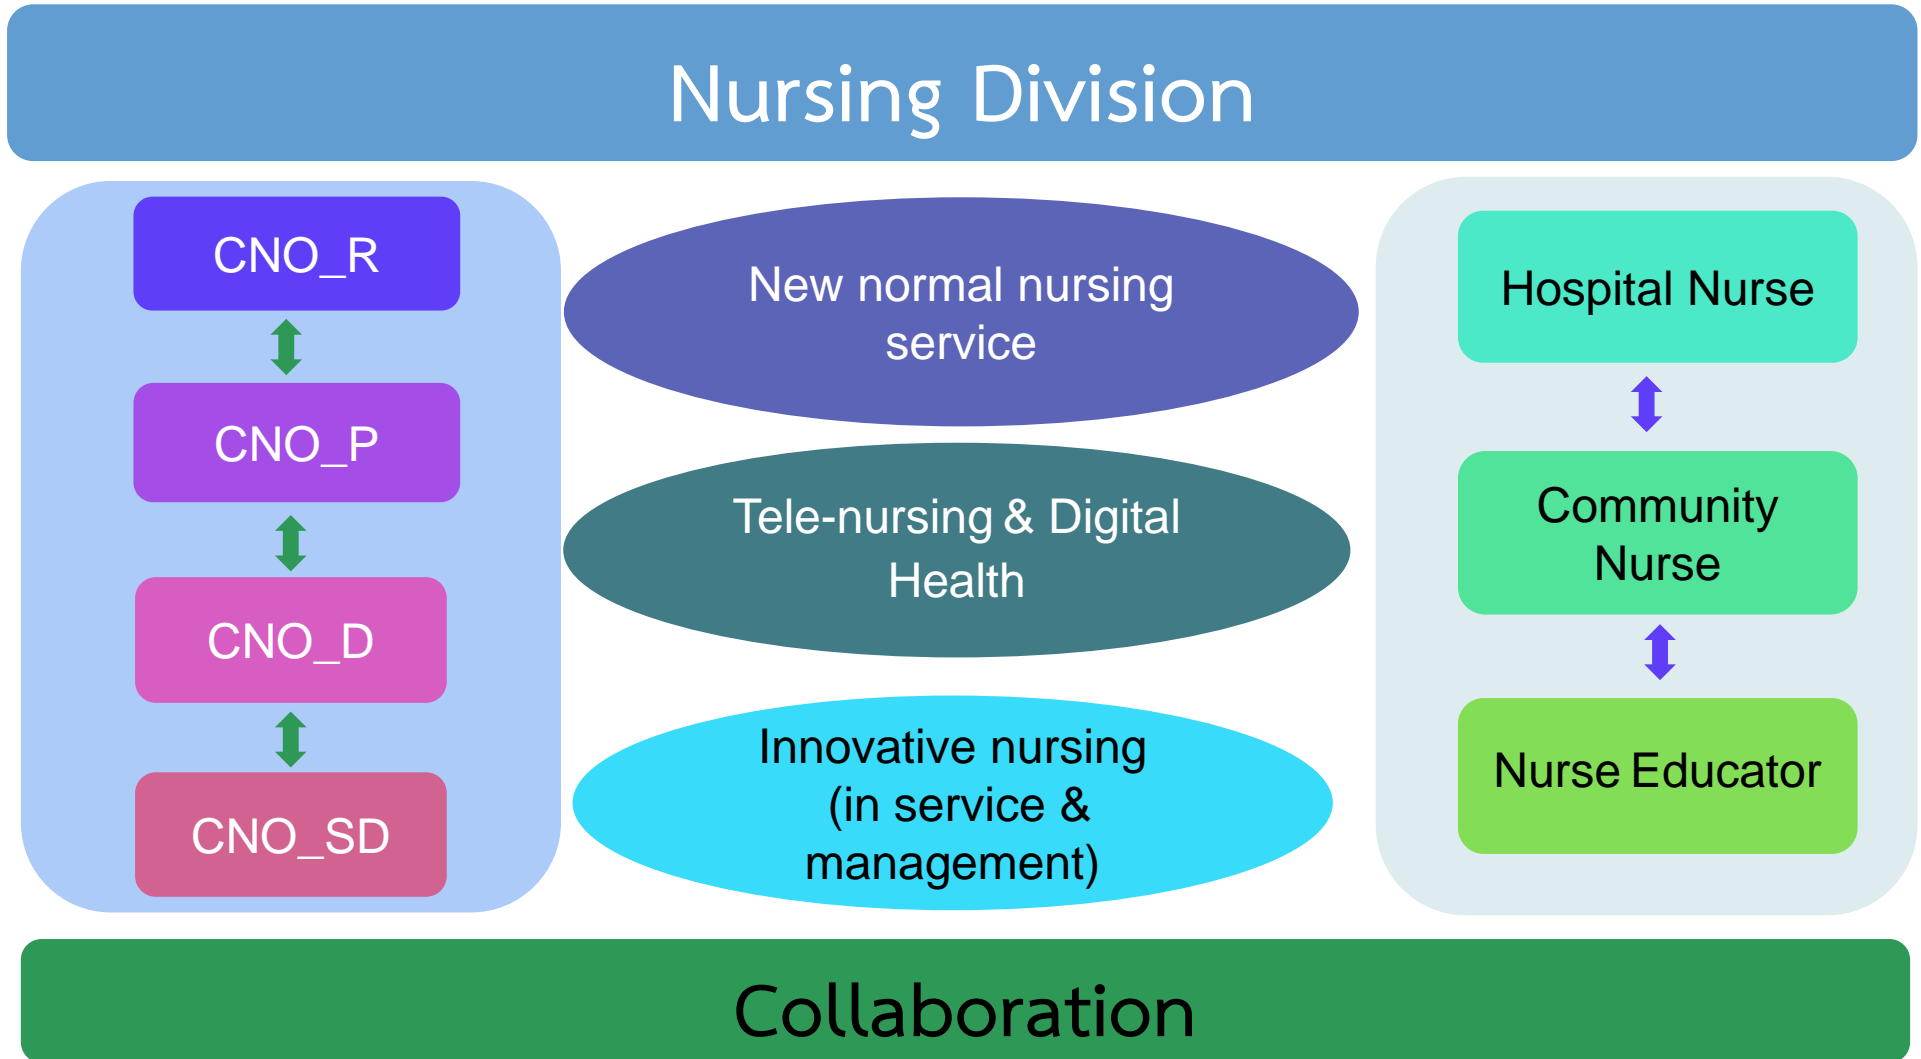 Nursing Division
CNO_R
CNO_P
CNO_D
CNO_SD
New normal nursing
service
Tele-nursing & Digital
Health
Innovative nursing
(in service &
management)
Hospital Nurse
Community
Nurse
Nurse Educator
Collaboration